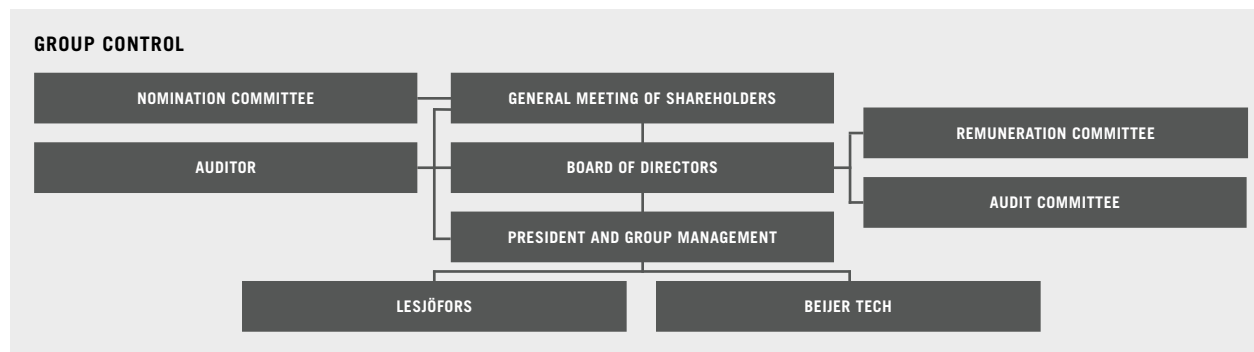 GROUP CONTROL
NOMINATION COMMITTEE
GENERAL MEETING OF SHAREHOLDERS
REMUNERATION COMMITTEE
AUDITOR
BOARD OF DIRECTORS
AUDIT COMMITTEE
PRESIDENT AND GROUP MANAGEMENT
LESJÖFORS
BEIJER TECH